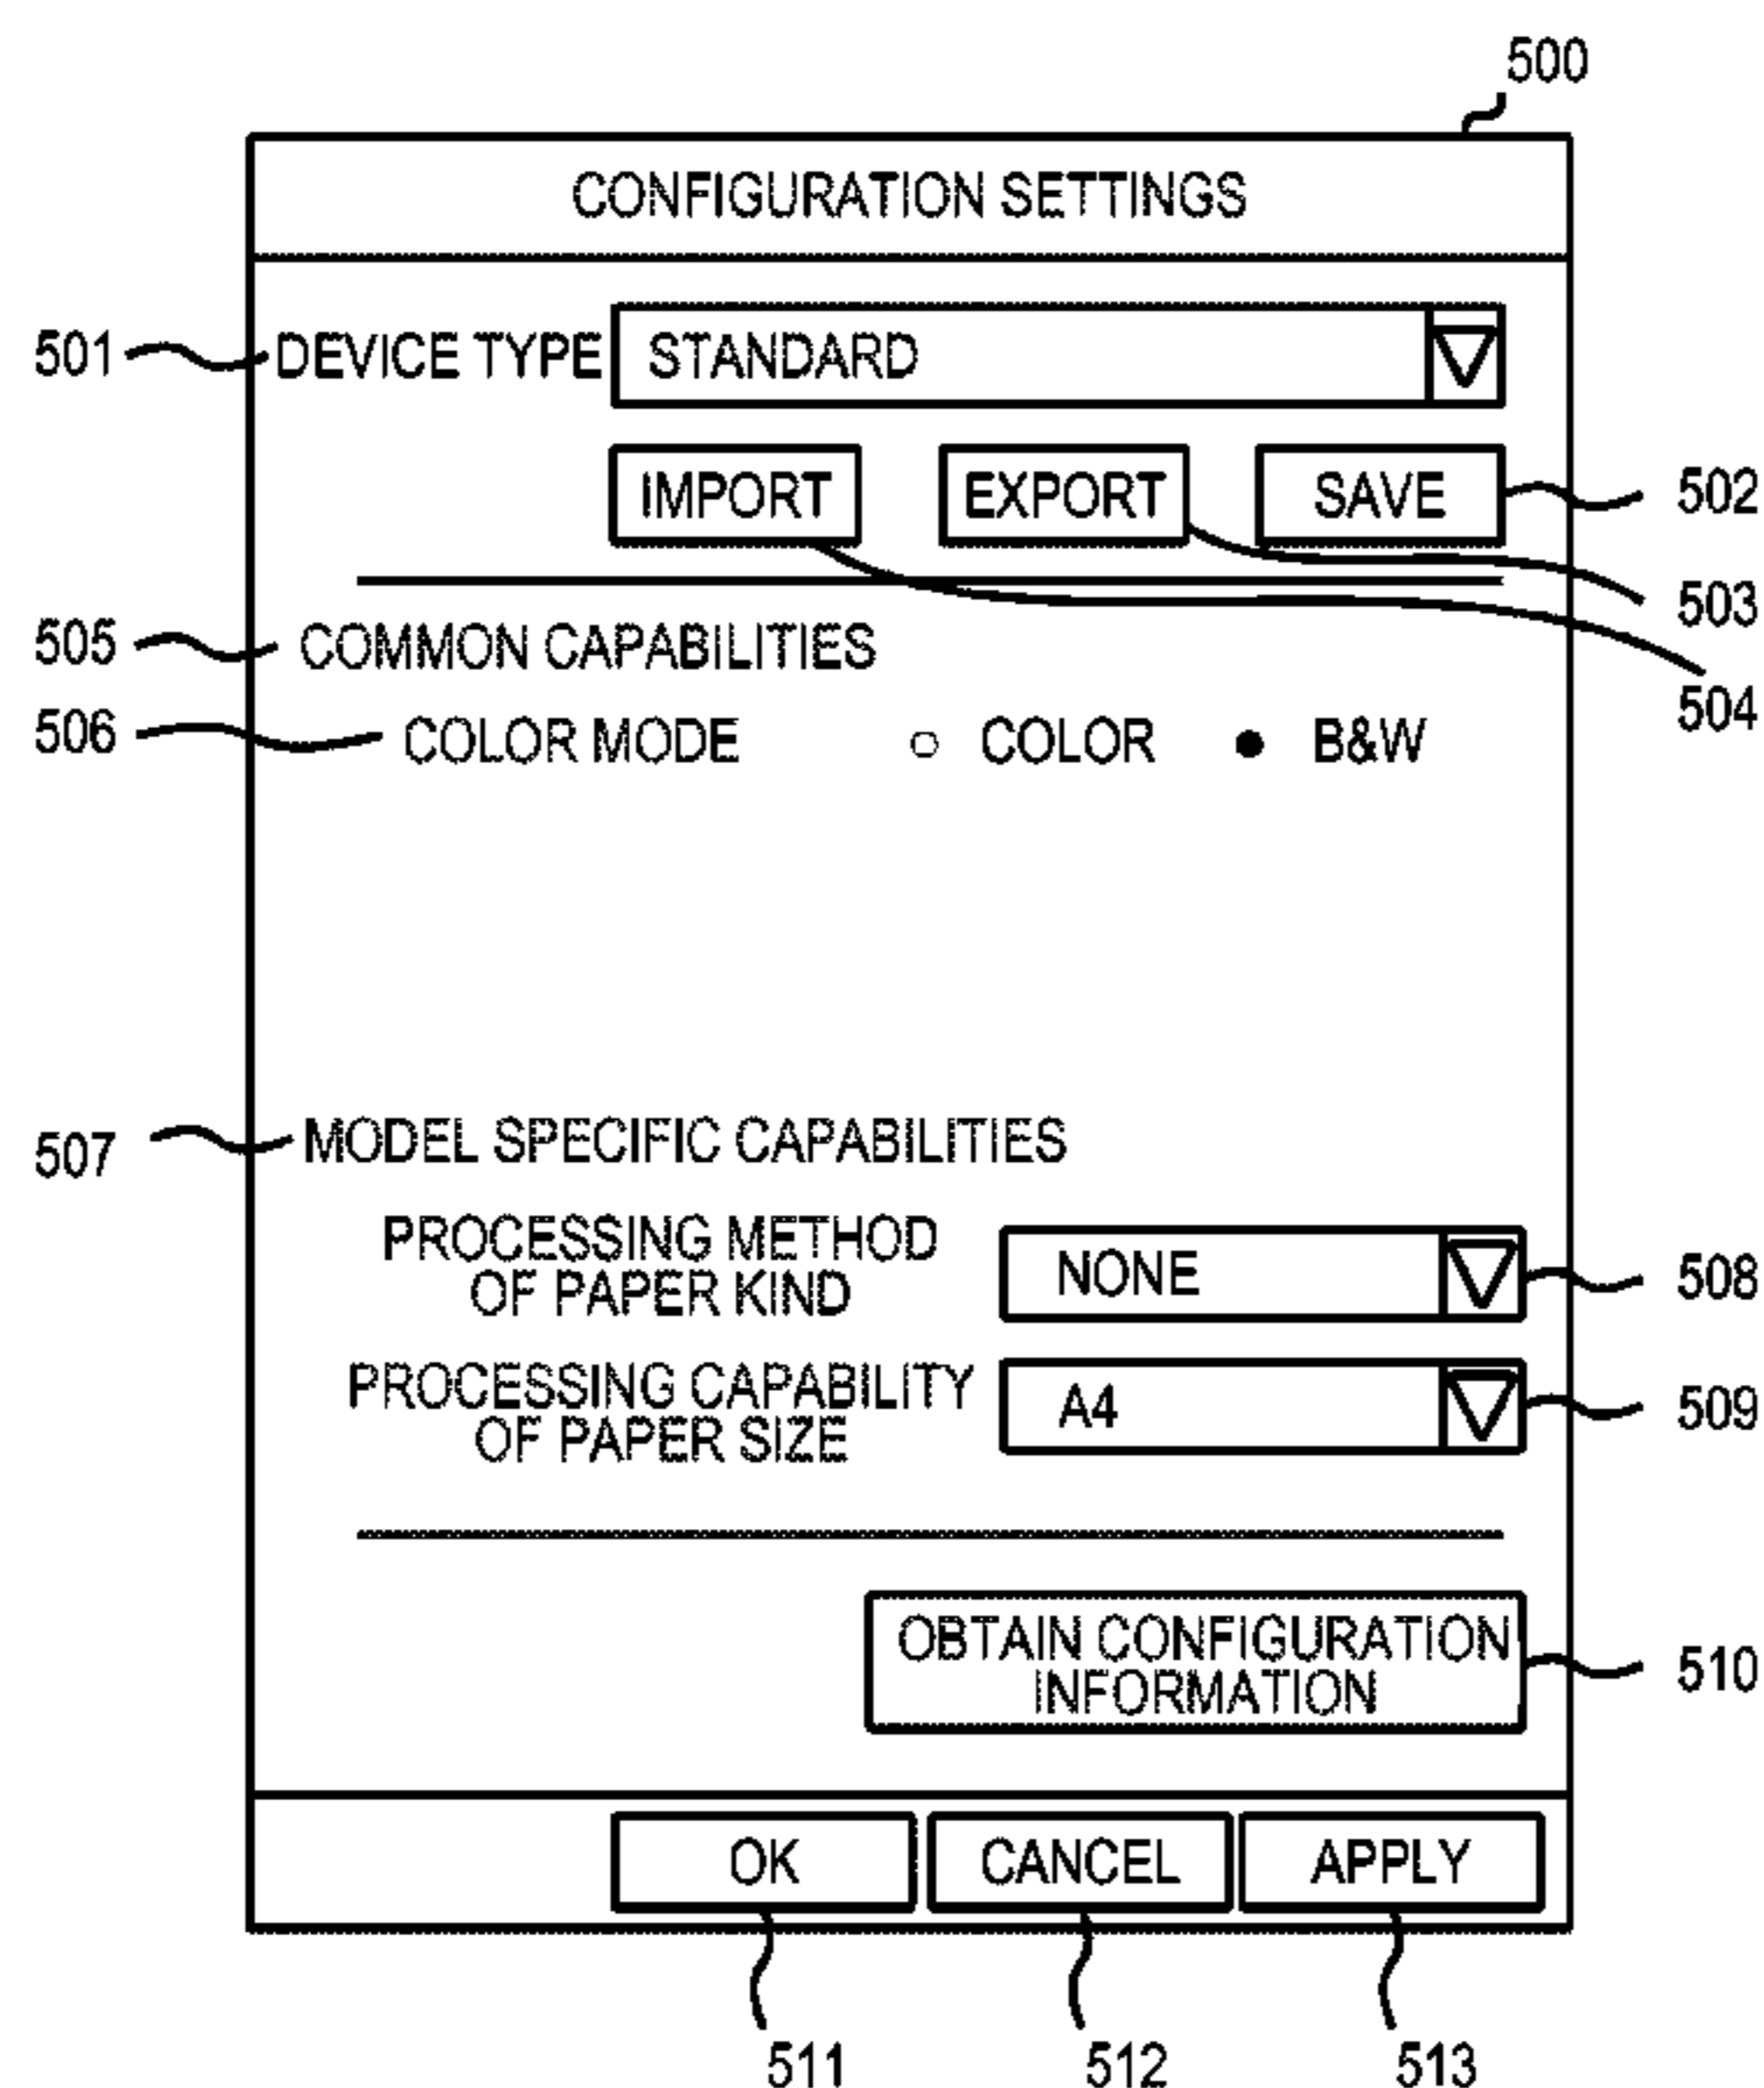 500
CONFIGURATION SETTINGS
501 DEVICE TYPE STANDARD
IMPORT EXPORT SAVE 502
503
504
505 COMMON CAPABILITIES
506 COLOR MODE COLOR B&W
507 MODEL SPECIFIC CAPABILITIES
PROCESSING METHOD
OF PAPER KIND
NONE 508
PROCESSING CAPABILITY
OF PAPER SIZE
A4 509
OBTAIN CONFIGURATION
INFORMATION
510
OK CANCEL APPLY
511 512 513